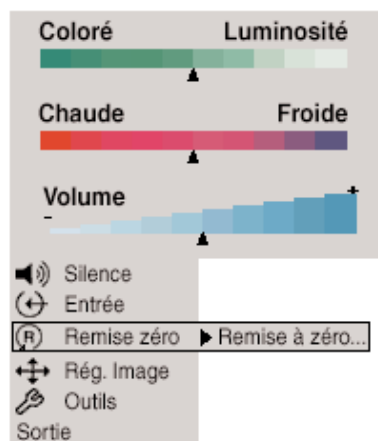 Coloré Luminosité
Chaude Froide
Volume
- +
Silence
Entrée
R Remise zéro Remise à zéro...
Rég. Image
Outils
Sortie